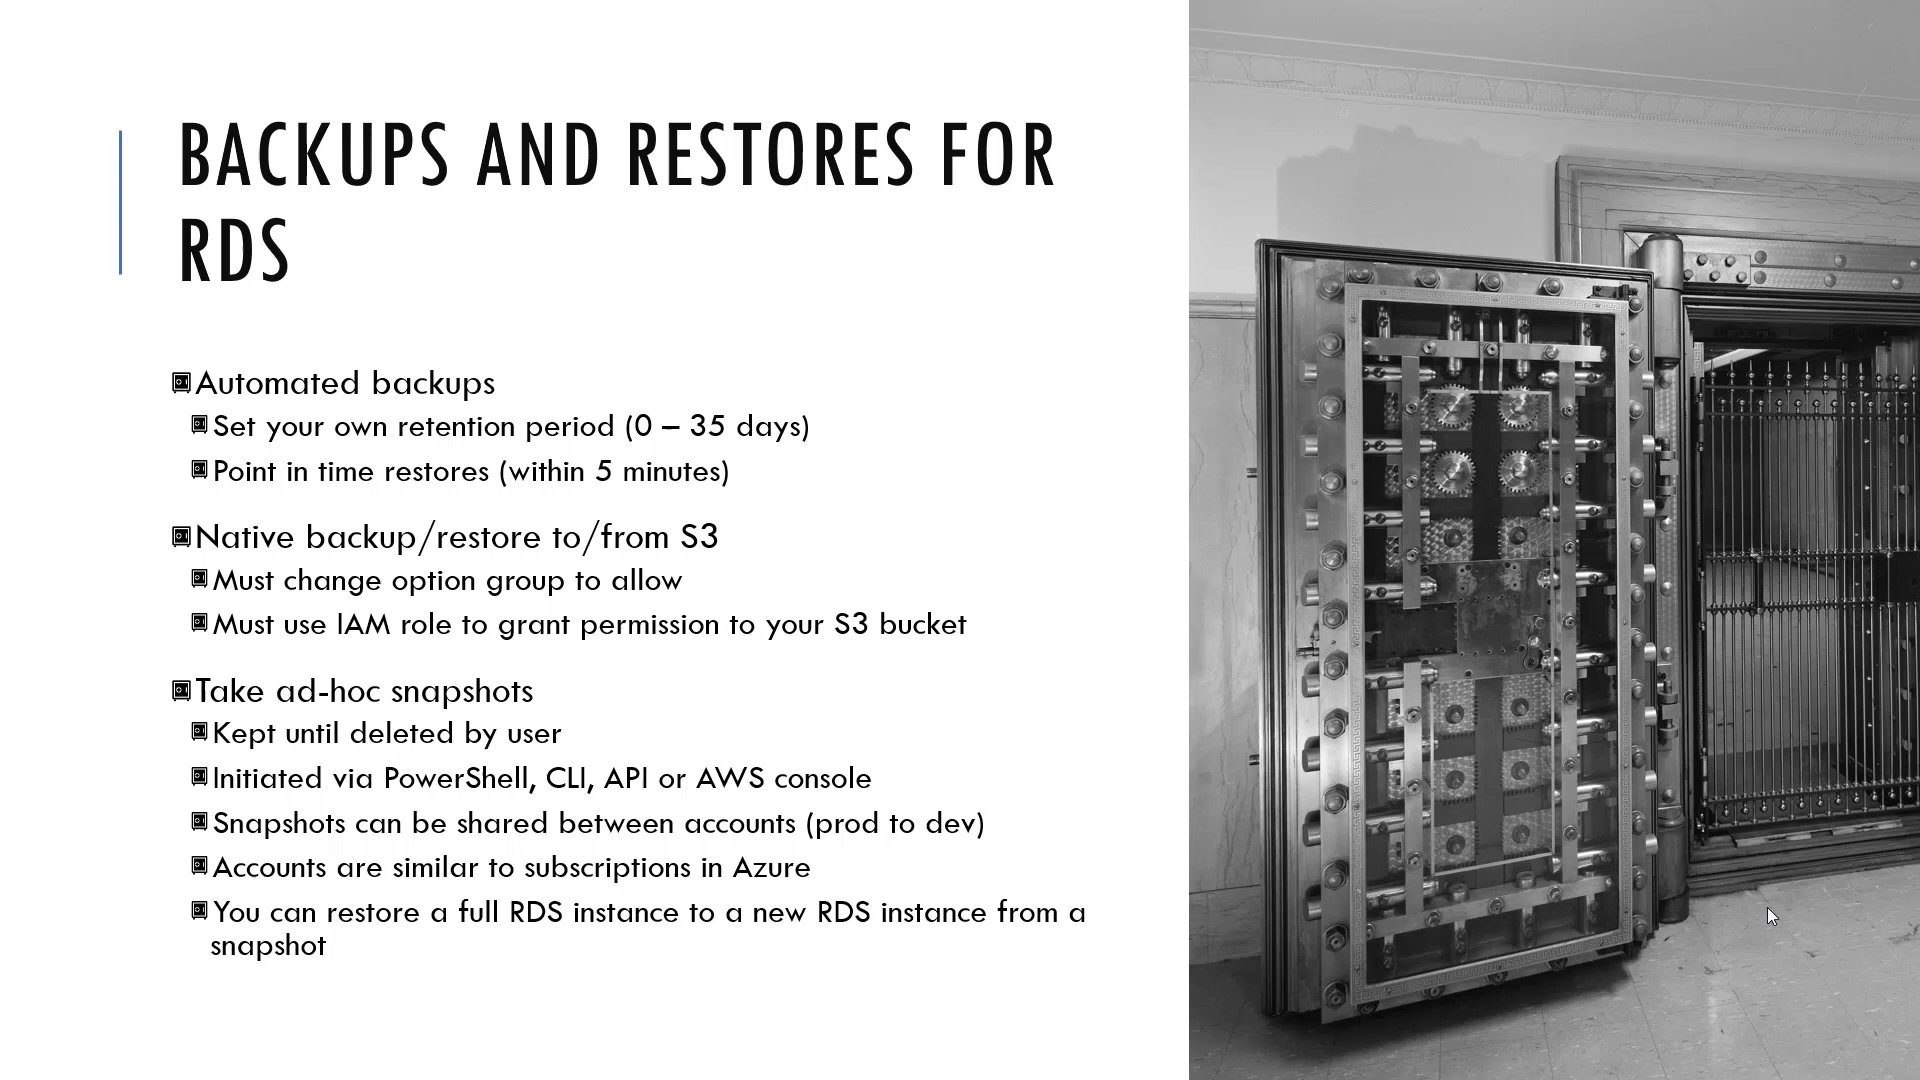 BACKUPS AND RESTORES FOR
RDS
Automated backups
Set your own retention period (0 – 35 days)
Point in time restores (within 5 minutes)
Native backup/restore to/from S3
Must change option group to allow
Must use IAM role to grant permission to your S3 bucket
Take ad-hoc snapshots
Kept until deleted by user
Initiated via PowerShell, CLI, API or AWS console
Snapshots can be shared between accounts (prod to dev)
Accounts are similar to subscriptions in Azure
You can restore a full RDS instance to a new RDS instance from a
snapshot